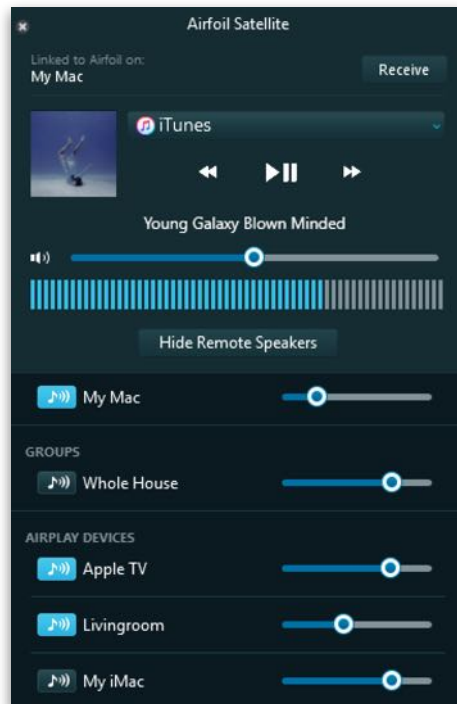 Airfoil Satellite
Linked to Airfoil on:
My Mac
Receive
iTunes
Young Galaxy Blown Minded
Hide Remote Speakers
My Mac
GROUPS
Whole House
AIRPLAY DEVICES
Apple TV
Livingroom
My iMac